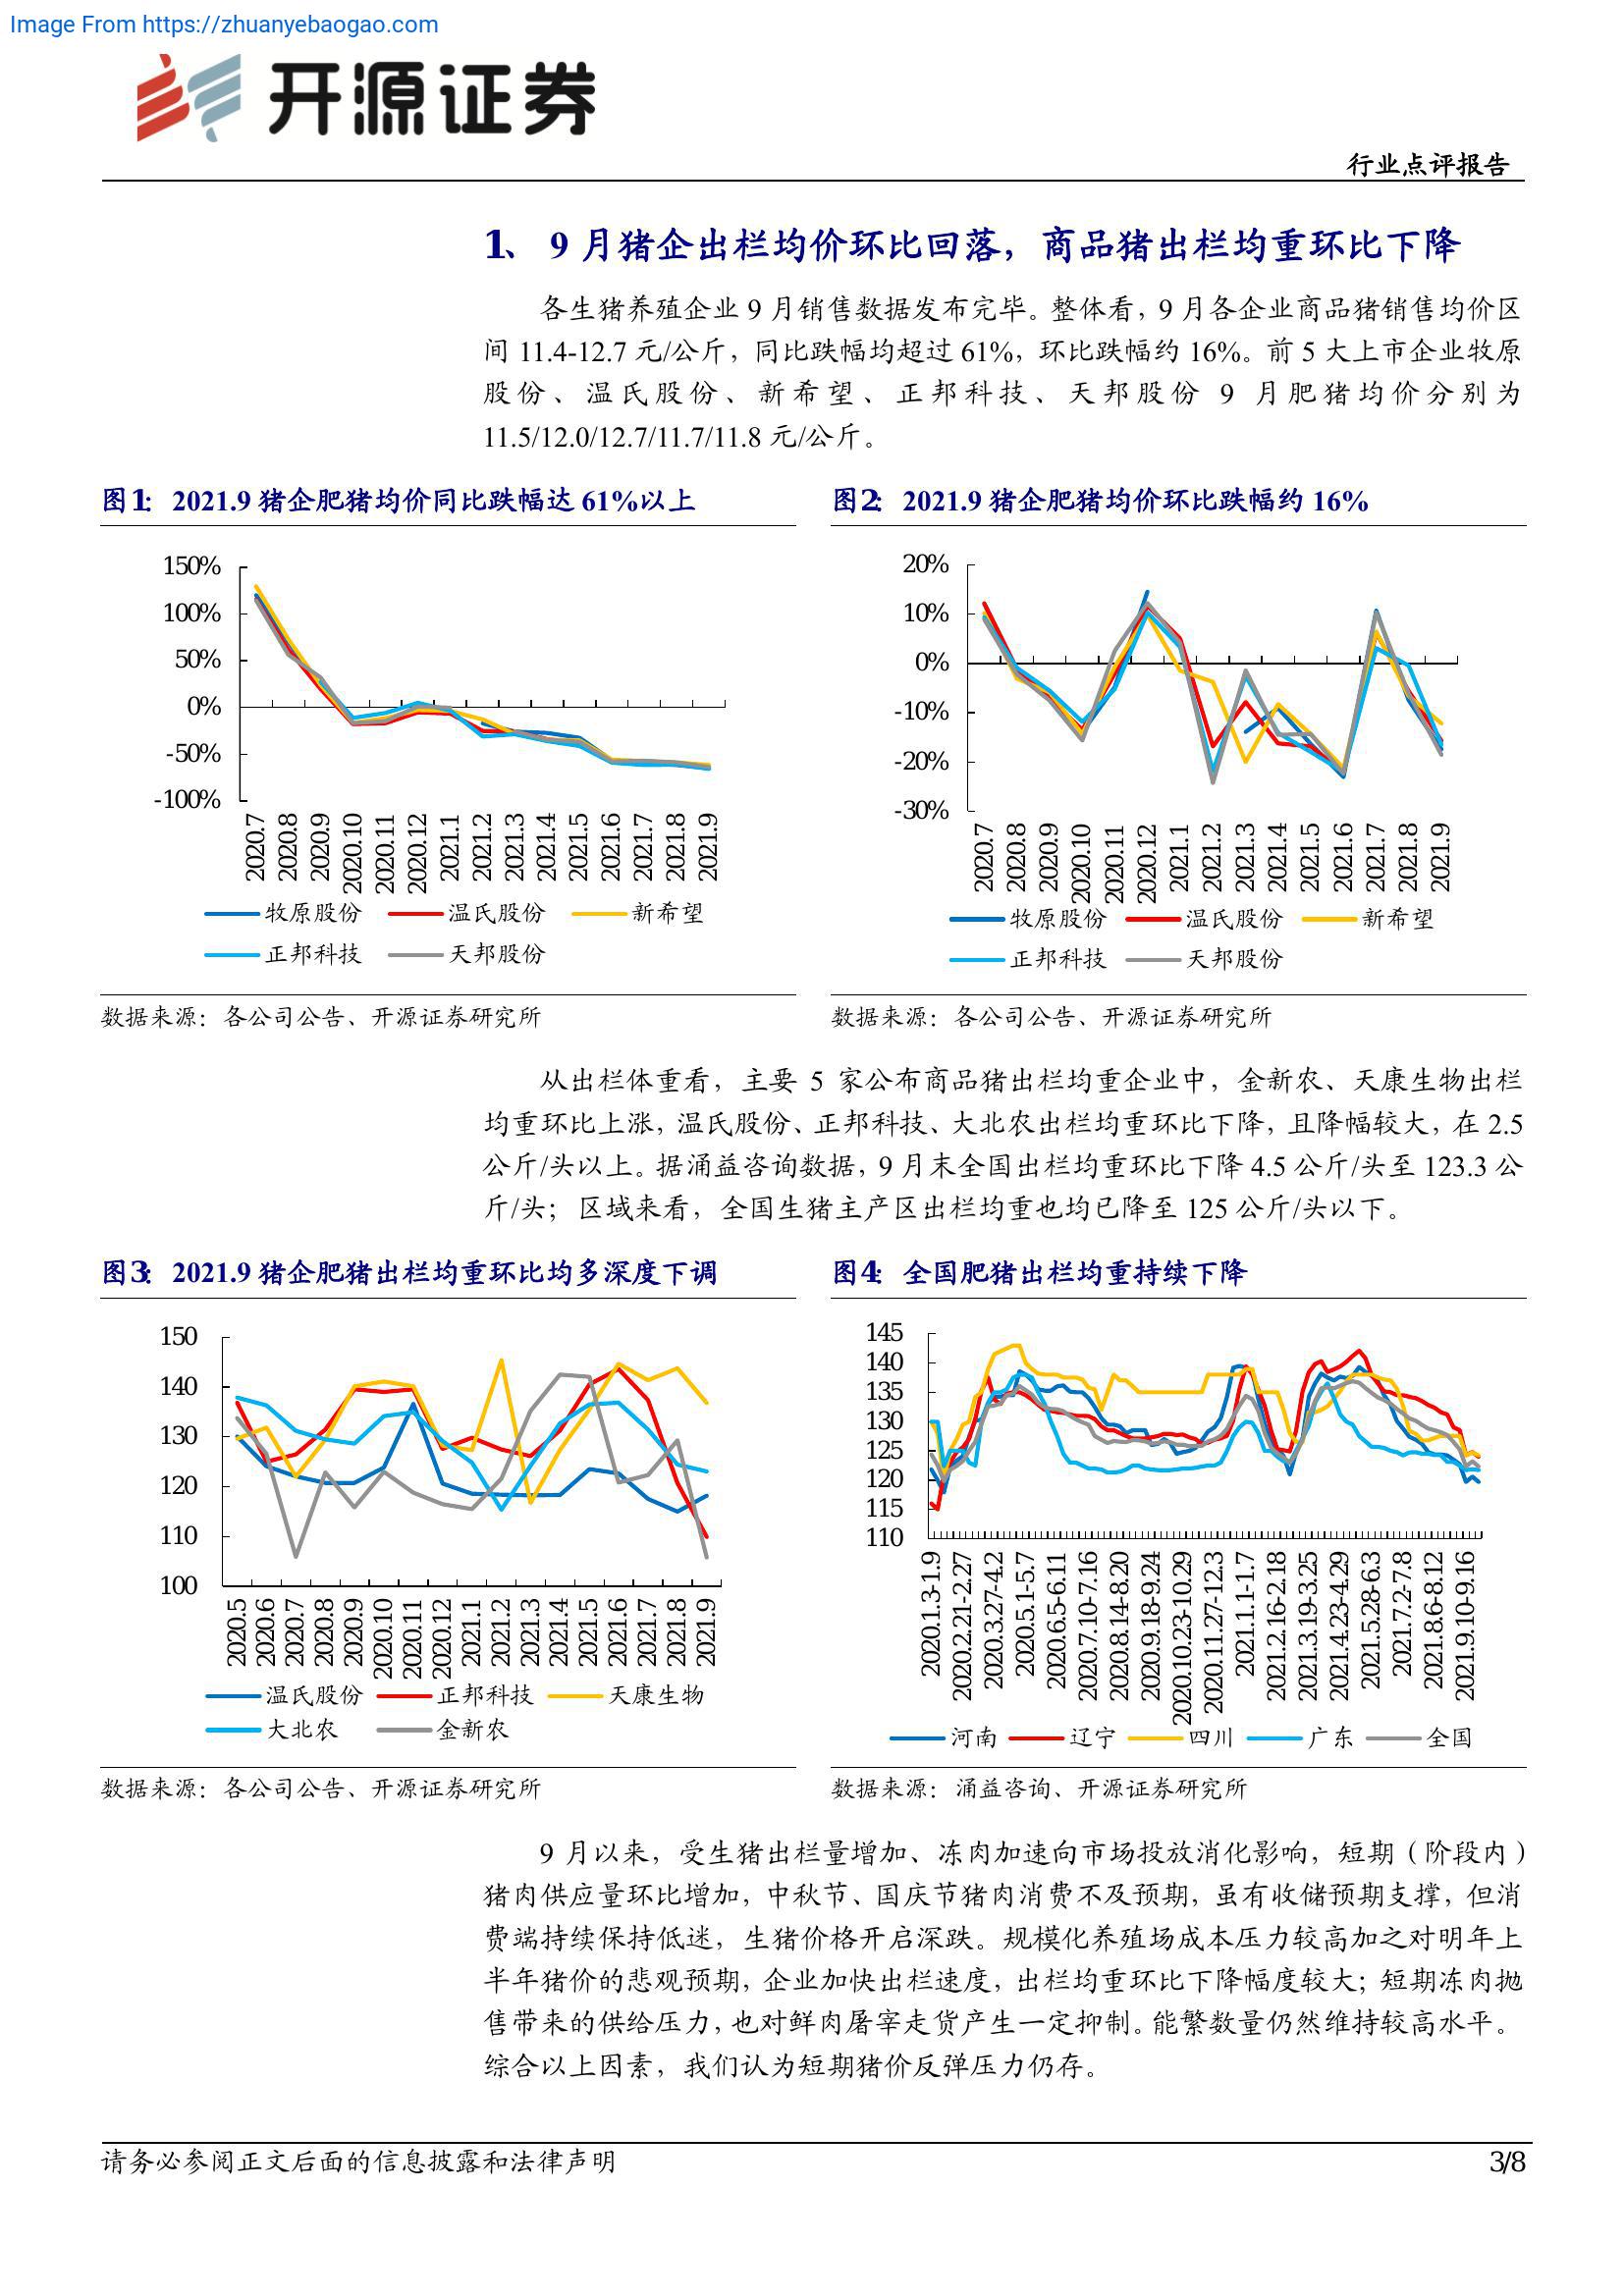 Image From https://zhuanyebaogao.com
开源证券
行业点评报告
1、 9 月猪企出栏均价环比回落，商品猪出栏均重环比下降
各生猪养殖企业 9 月销售数据发布完毕。整体看，9 月各企业商品猪销售均价区
间 11.4-12.7 元/公斤，同比跌幅均超过 61%，环比跌幅约 16%。前 5 大上市企业牧原
股份、温氏股份、新希望、正邦科技、天邦股份 9 月肥猪均价分别为
11.5/12.0/12.7/11.7/11.8 元/公斤。
图1： 2021.9 猪企肥猪均价同比跌幅达 61%以上
150%
100%
50%
0%
-50%
-100%
2020.7
2020.8
2020.9
2020.10
2020.11
2020.12
2021.1
2021.2
2021.3
2021.4
2021.5
2021.6
2021.7
2021.8
2021.9
牧原股份 温氏股份 新希望
正邦科技 天邦股份
数据来源：各公司公告、开源证券研究所
图2： 2021.9 猪企肥猪均价环比跌幅约 16%
20%
10%
0%
-10%
-20%
-30%
2020.7
2020.8
2020.9
2020.10
2020.11
2020.12
2021.1
2021.2
2021.3
2021.4
2021.5
2021.6
2021.7
2021.8
2021.9
牧原股份 温氏股份 新希望
正邦科技 天邦股份
数据来源：各公司公告、开源证券研究所
从出栏体重看，主要 5 家公布商品猪出栏均重企业中，金新农、天康生物出栏
均重环比上涨，温氏股份、正邦科技、大北农出栏均重环比下降，且降幅较大，在 2.5
公斤/头以上。据涌益咨询数据，9 月末全国出栏均重环比下降 4.5 公斤/头至 123.3 公
斤/头；区域来看，全国生猪主产区出栏均重也均已降至 125 公斤/头以下。
图3： 2021.9 猪企肥猪出栏均重环比均多深度下调
150
140
130
120
110
100
2020.5
2020.6
2020.7
2020.8
2020.9
2020.10
2020.11
2020.12
2021.1
2021.2
2021.3
2021.4
2021.5
2021.6
2021.7
2021.8
2021.9
温氏股份 正邦科技 天康生物
大北农 金新农
数据来源：各公司公告、开源证券研究所
图4： 全国肥猪出栏均重持续下降
145
140
135
130
125
120
115
110
2020.1.3-1.9
2020.2.21-2.27
2020.3.27-4.2
2020.5.1-5.7
2020.6.5-6.11
2020.7.10-7.16
2020.8.14-8.20
2020.9.18-9.24
2020.10.23-10.29
2020.11.27-12.3
2021.1.1-1.7
2021.2.16-2.18
2021.3.19-3.25
2021.4.23-4.29
2021.5.28-6.3
2021.7.2-7.8
2021.8.6-8.12
2021.9.10-9.16
河南 辽宁 四川 广东 全国
数据来源：涌益咨询、开源证券研究所
9 月以来，受生猪出栏量增加、冻肉加速向市场投放消化影响，短期（阶段内）
猪肉供应量环比增加，中秋节、国庆节猪肉消费不及预期，虽有收储预期支撑，但消
费端持续保持低迷，生猪价格开启深跌。规模化养殖场成本压力较高加之对明年上
半年猪价的悲观预期，企业加快出栏速度，出栏均重环比下降幅度较大；短期冻肉抛
售带来的供给压力，也对鲜肉屠宰走货产生一定抑制。能繁数量仍然维持较高水平。
综合以上因素，我们认为短期猪价反弹压力仍存。
请务必参阅正文后面的信息披露和法律声明
3/8